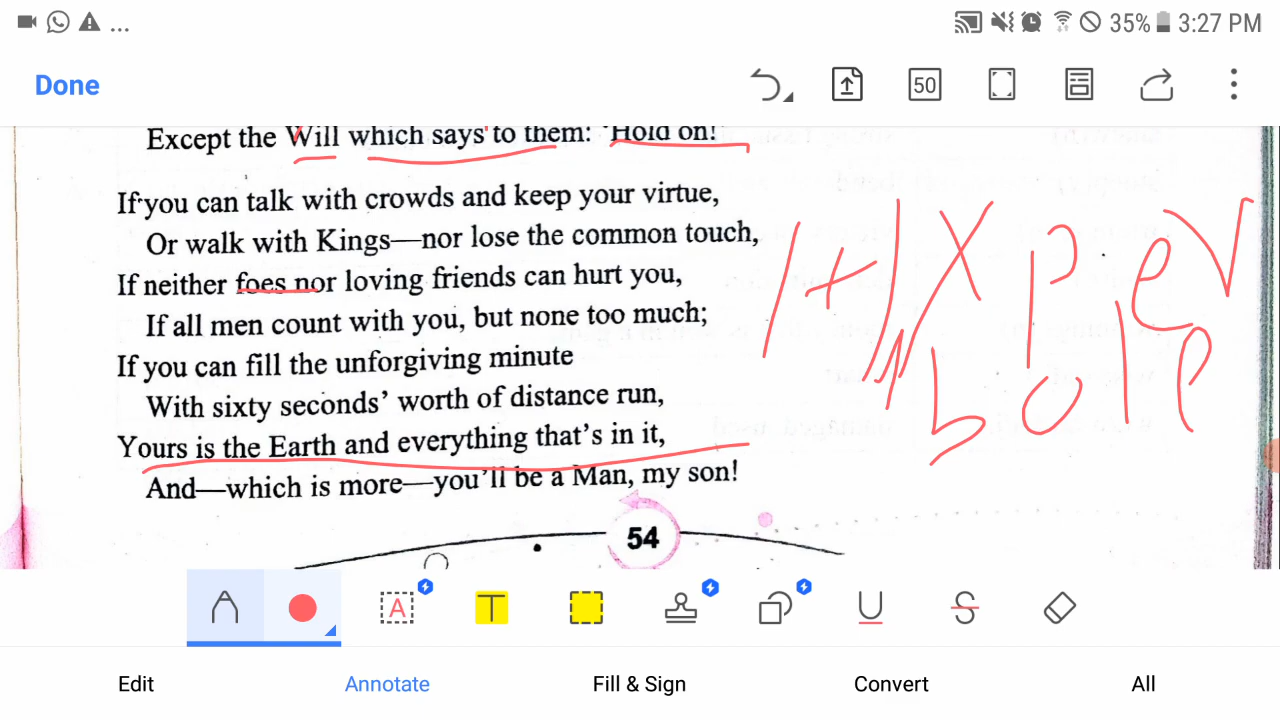 ...
35% 3:27 PM
Done
50
Except the Will which says to them: 'Hold on!'
If you can talk with crowds and keep your virtue,
Or walk with Kings—nor lose the common touch,
If neither foes nor loving friends can hurt you,
If all men count with you, but none too much;
If you can fill the unforgiving minute
With sixty seconds' worth of distance run,
Yours is the Earth and everything that's in it,
And—which is more—you'll be a Man, my son!
54
A
T
U
S
Edit
Annotate
Fill & Sign
Convert
All